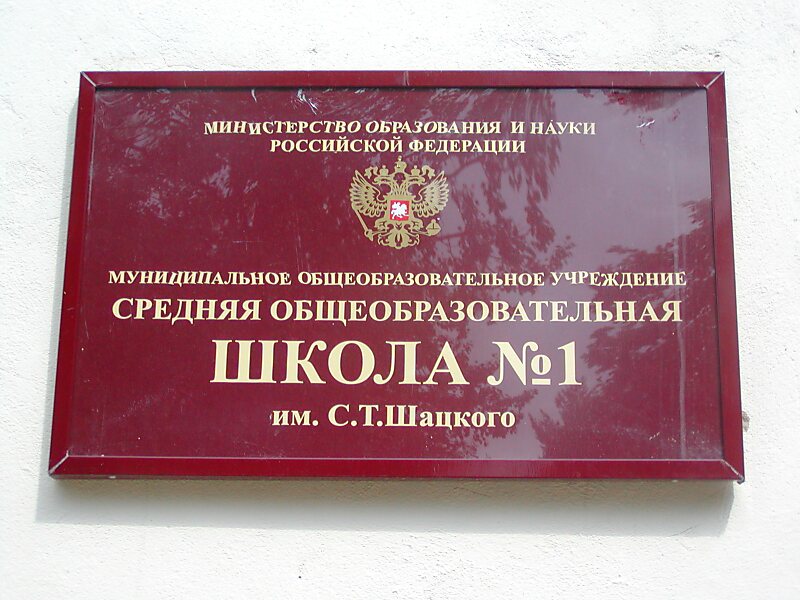 МИНИСТЕРСТВО ОБРАЗОВАНИЯ И НАУКИ
РОССИЙСКОЙ ФЕДЕРАЦИИ
МУНИЦИПАЛЬНОЕ ОБЩЕОБРАЗОВАТЕЛЬНОЕ УЧРЕЖДЕНИЕ
СРЕДНЯЯ ОБЩЕОБРАЗОВАТЕЛЬНАЯ
ШКОЛА №1
им. С.Т.Шацкого